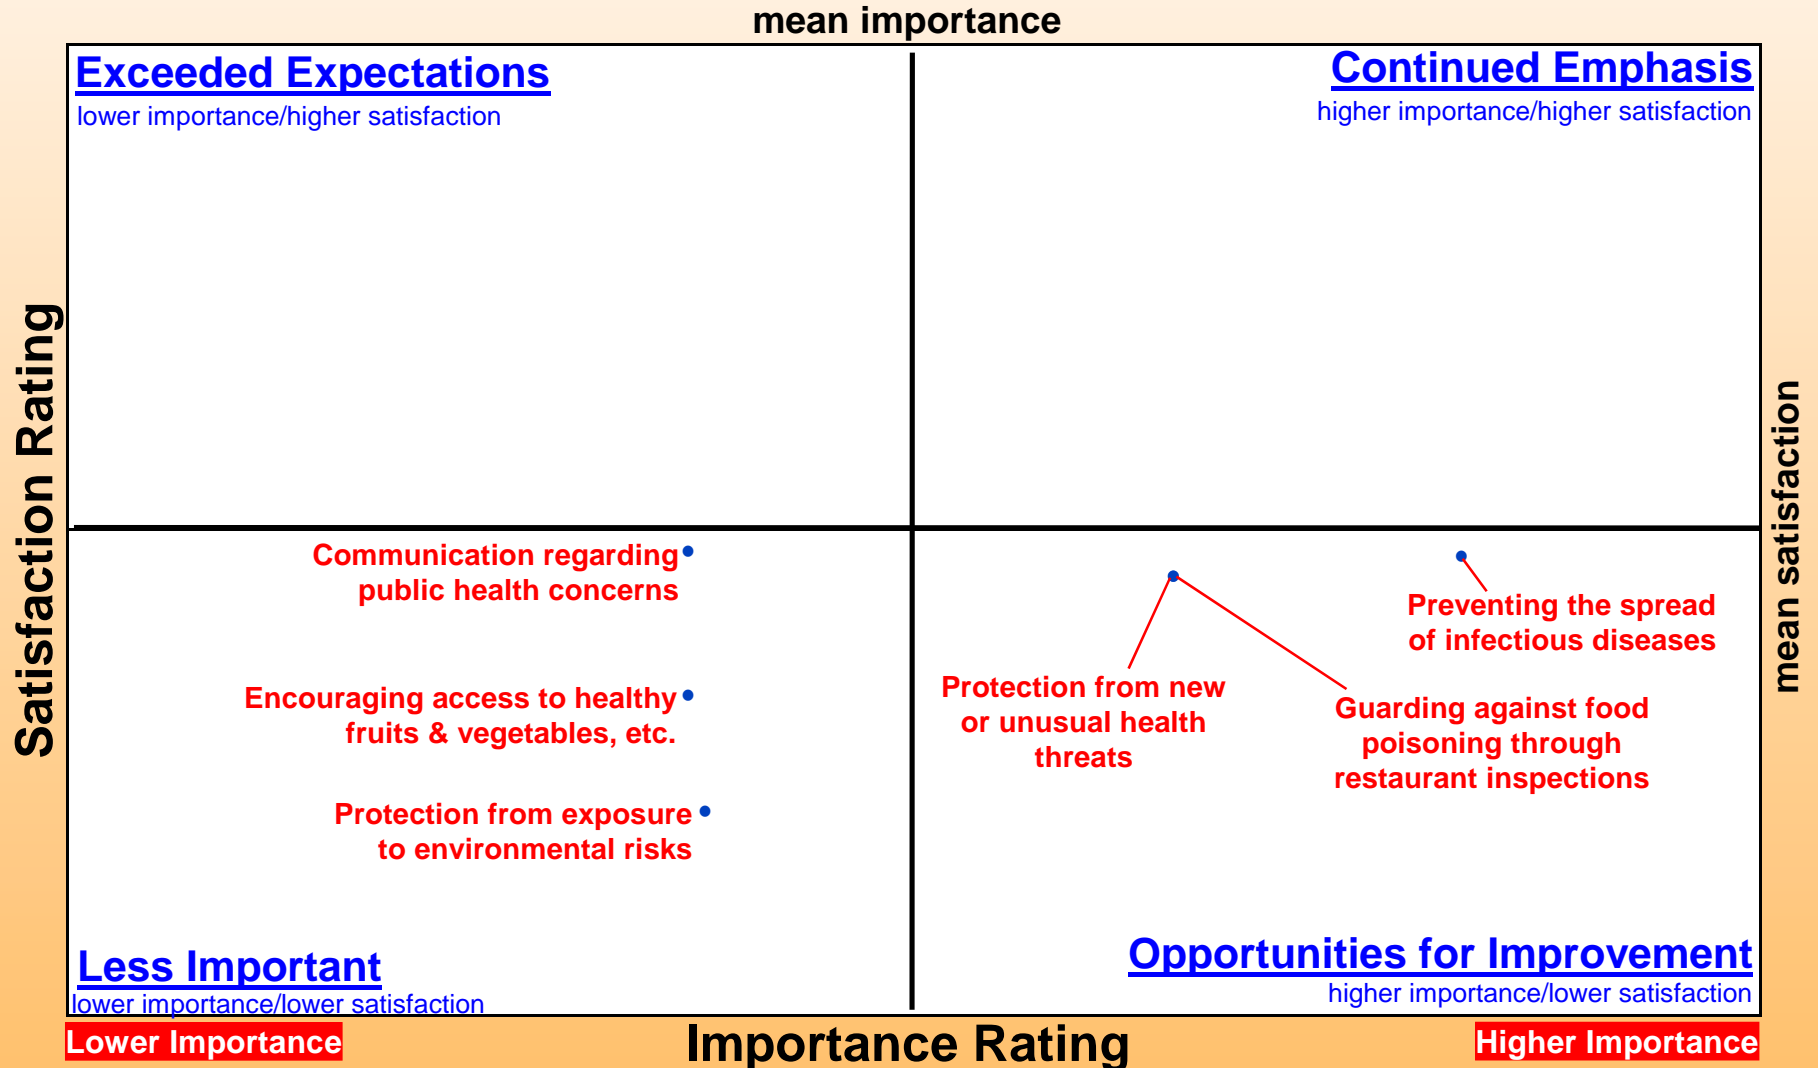 mean importance
Exceeded Expectations
lower importance/higher satisfaction
Continued Emphasis
higher importance/higher satisfaction
Satisfaction Rating
mean satisfaction
Communication regarding
public health concerns
Encouraging access to healthy
fruits & vegetables, etc.
Protection from exposure
to environmental risks
Preventing the spread
of infectious diseases
Protection from new
or unusual health
threats
Guarding against food
poisoning through
restaurant inspections
Less Important
lower importance/lower satisfaction
Opportunities for Improvement
higher importance/lower satisfaction
Lower Importance
Importance Rating
Higher Importance